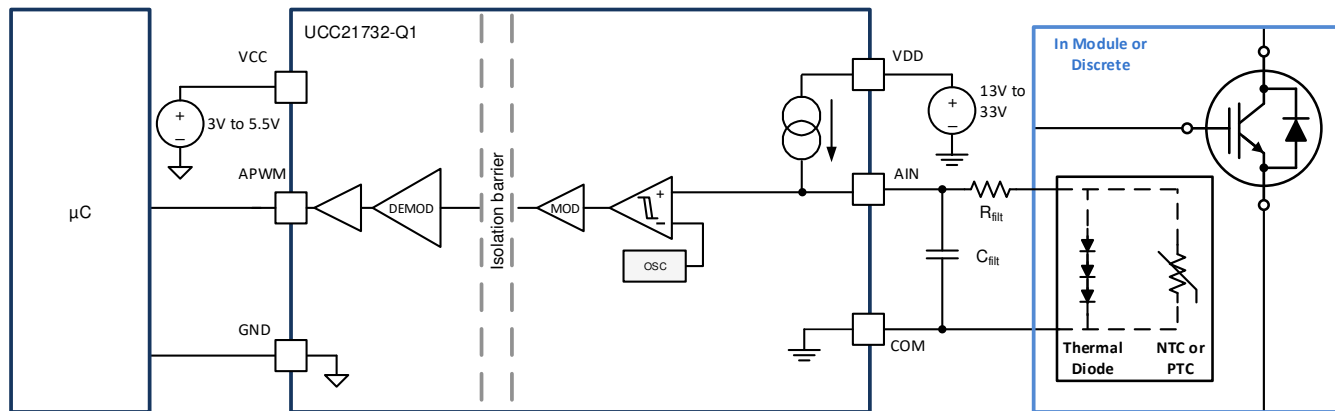 UCC21732-Q1
In Module or
Discrete
VCC
VDD
+
3V to 5.5V
−
+
13V to
33V
−
APWM
AIN
µC
DEMOD
Isolation barrier
MOD
+
−
OSC
Rfilt
Cfilt
GND
COM
Thermal
Diode
NTC or
PTC